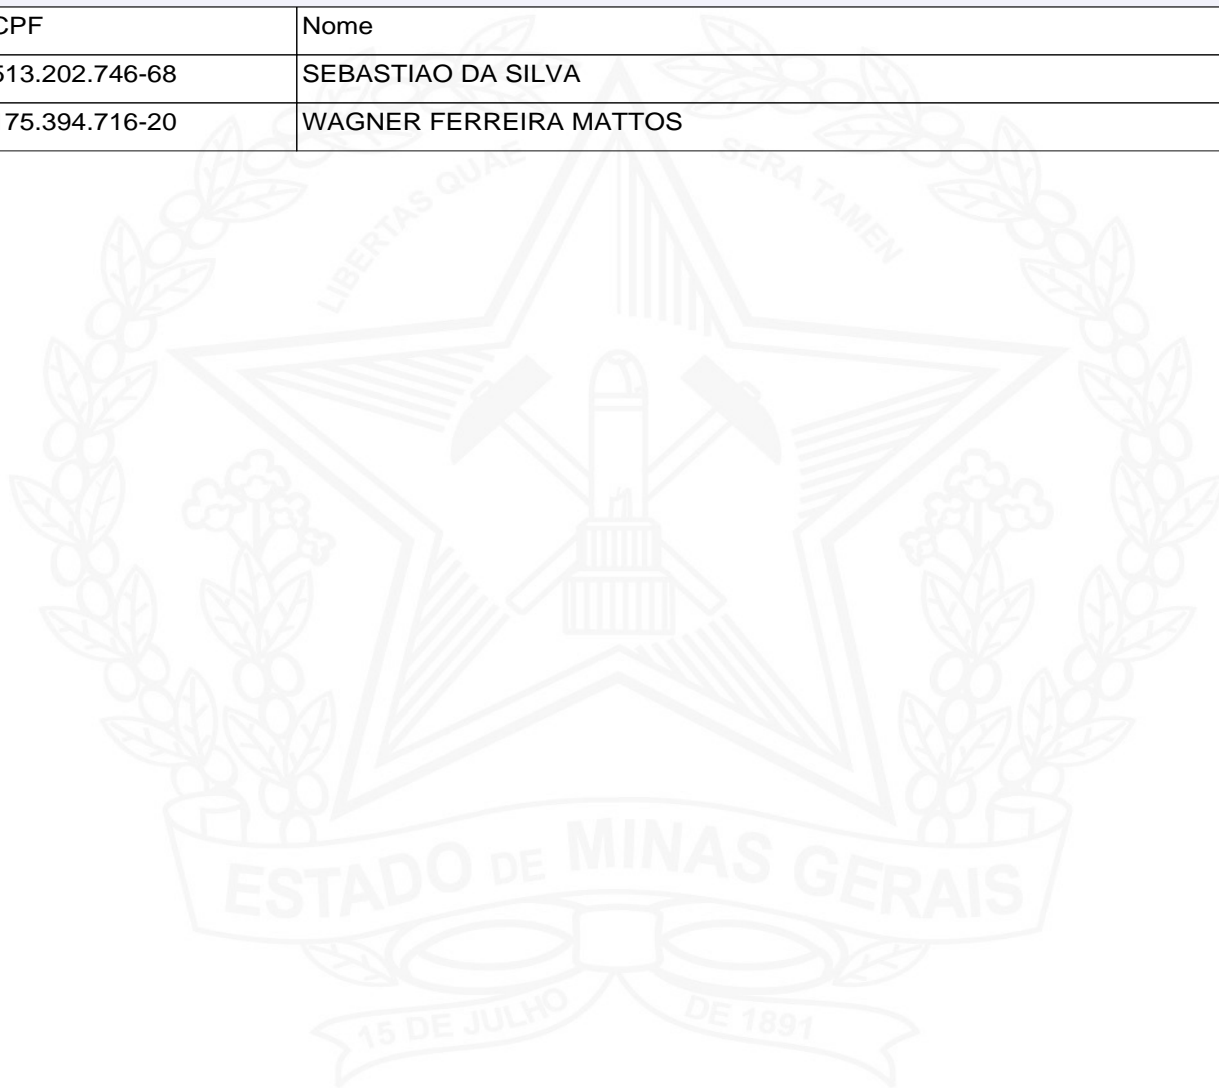 CPF Nome
513.202.746-68 SEBASTIAO DA SILVA
75.394.716-20 WAGNER FERREIRA MATTOS
LIBERTAS QUAE SERA TAMEN
ESTADO DE MINAS GERAIS
15 DE JULHO DE 1891